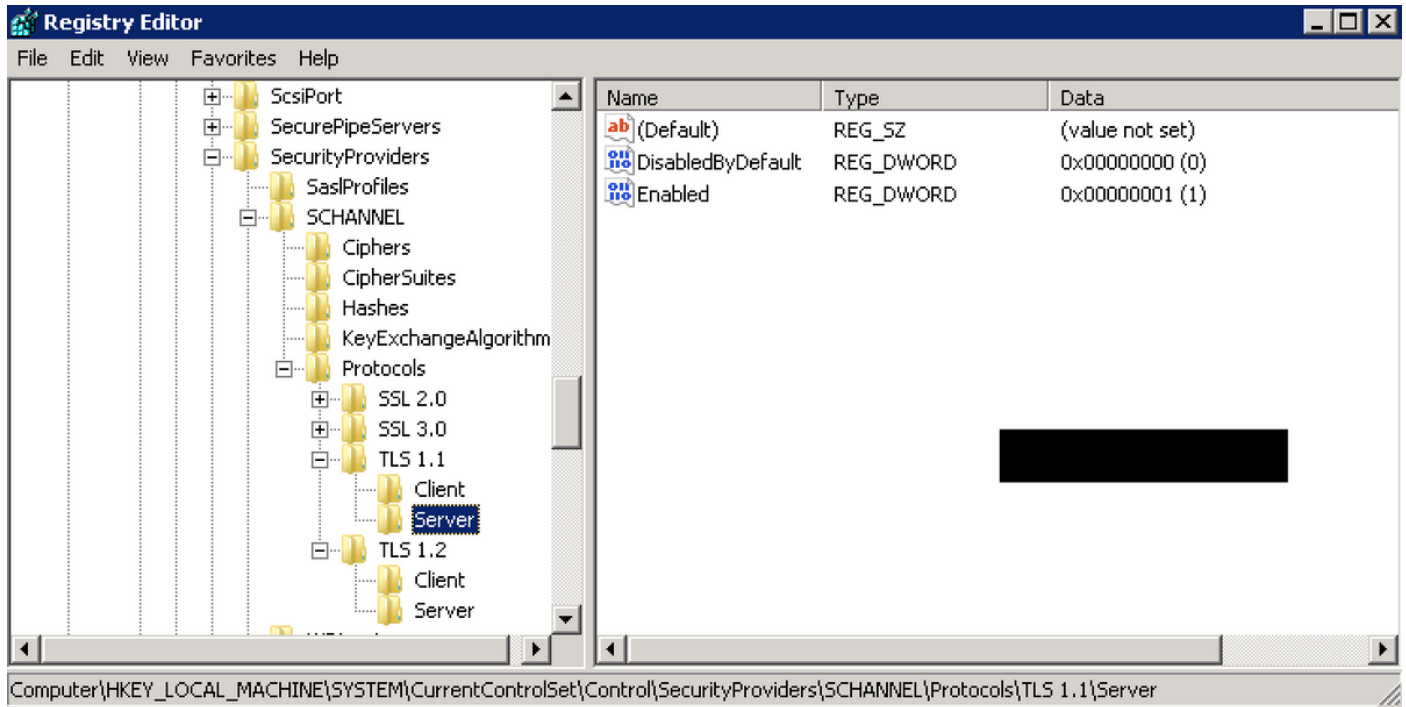 Registry Editor
File Edit View Favorites Help
ScsiPort
SecurePipeServers
SecurityProviders
SaslProfiles
SCHANNEL
Ciphers
CipherSuites
Hashes
KeyExchangeAlgorithm
Protocols
SSL 2.0
SSL 3.0
TLS 1.1
Client
Server
TLS 1.2
Client
Server
Name Type Data
(Default) REG_SZ (value not set)
DisabledByDefault REG_DWORD 0x00000000 (0)
Enabled REG_DWORD 0x00000001 (1)
Computer\HKEY_LOCAL_MACHINE\SYSTEM\CurrentControlSet\Control\SecurityProviders\SCHANNEL\Protocols\TLS 1.1\Server